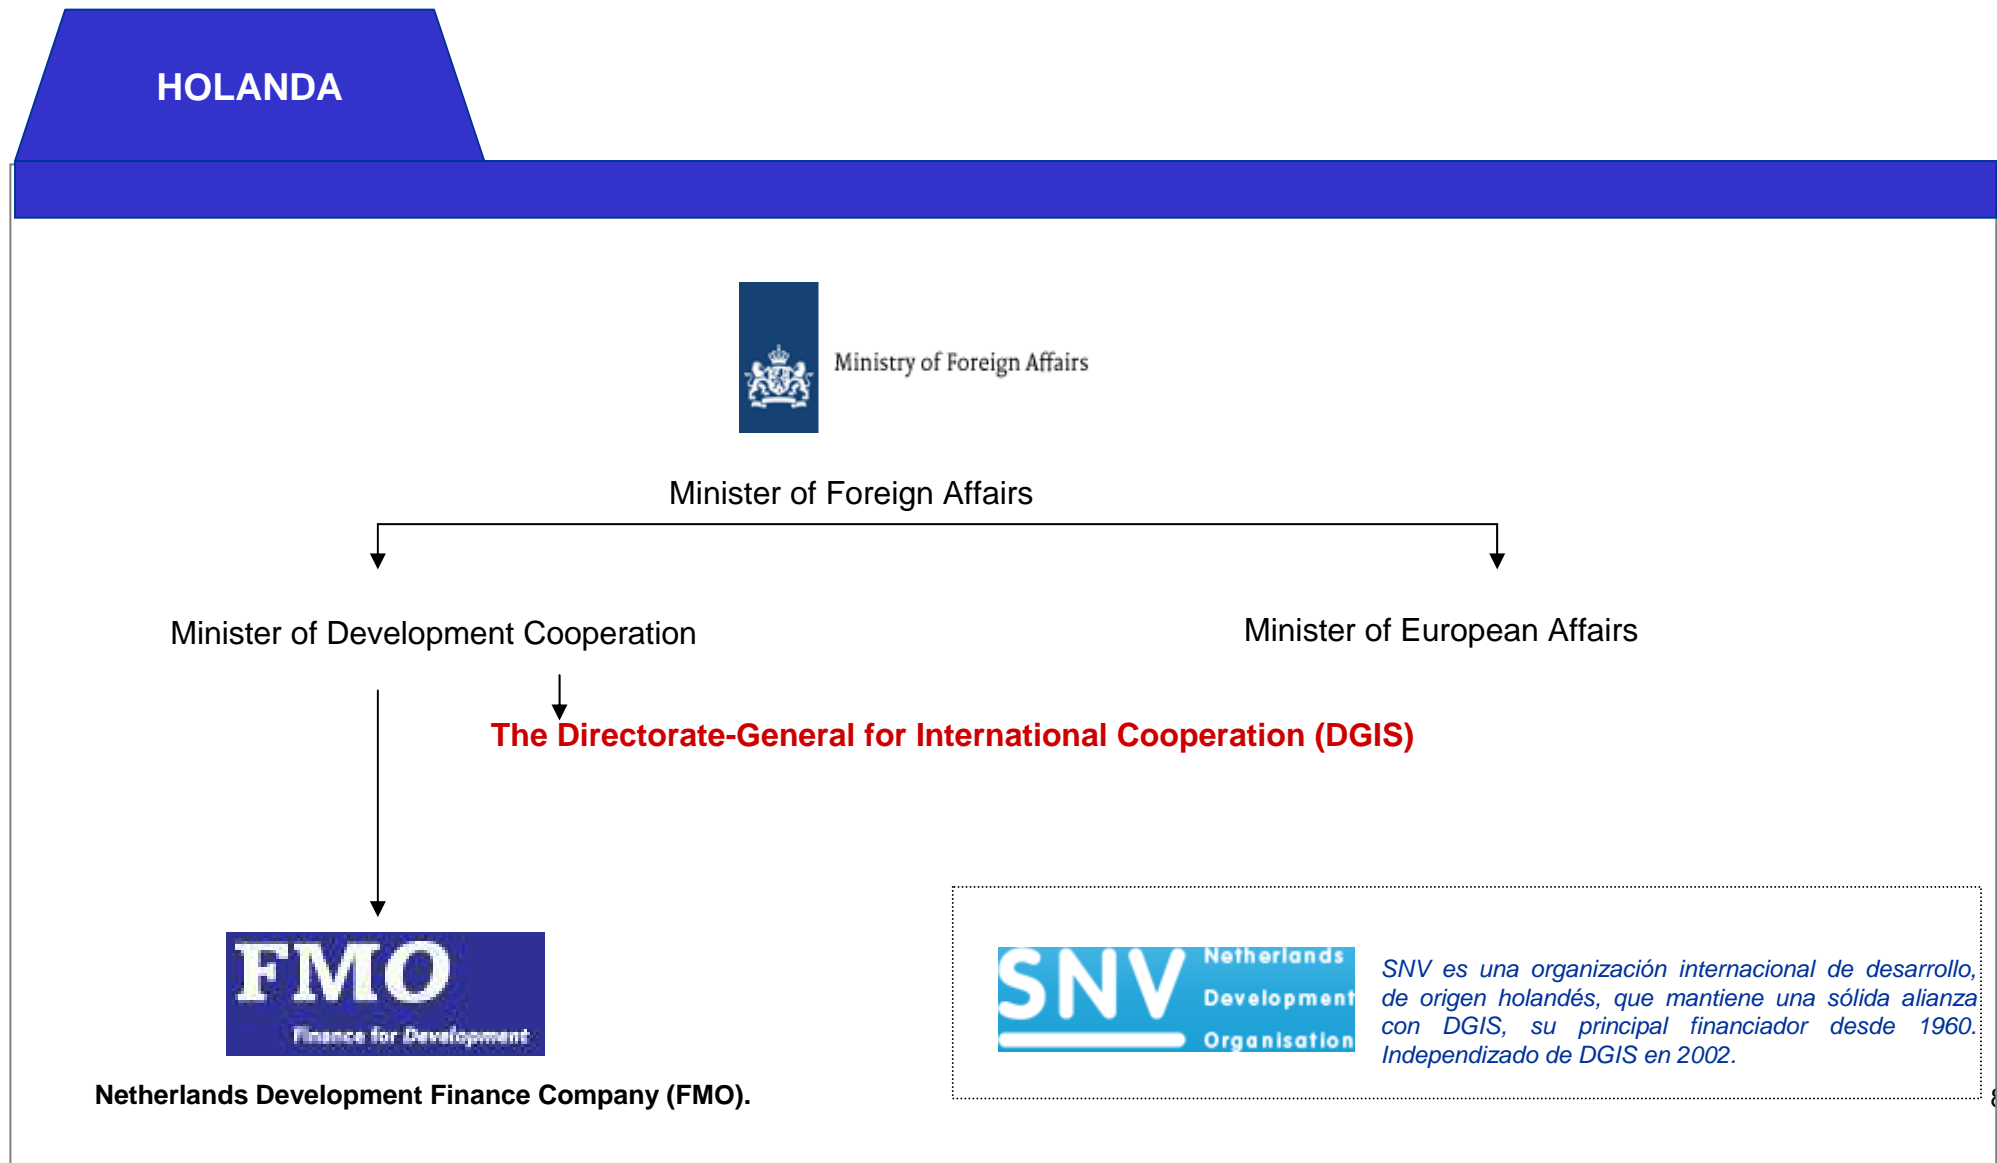 HOLANDA
Ministry of Foreign Affairs
Minister of Foreign Affairs
Minister of Development Cooperation
Minister of European Affairs
The Directorate-General for International Cooperation (DGIS)
FMO
Finance for Development
Netherlands Development Finance Company (FMO).
SNV
Netherlands
Development
Organisation
SNV es una organización internacional de desarrollo,
de origen holandés, que mantiene una sólida alianza
con DGIS, su principal financiador desde 1960.
Independizado de DGIS en 2002.